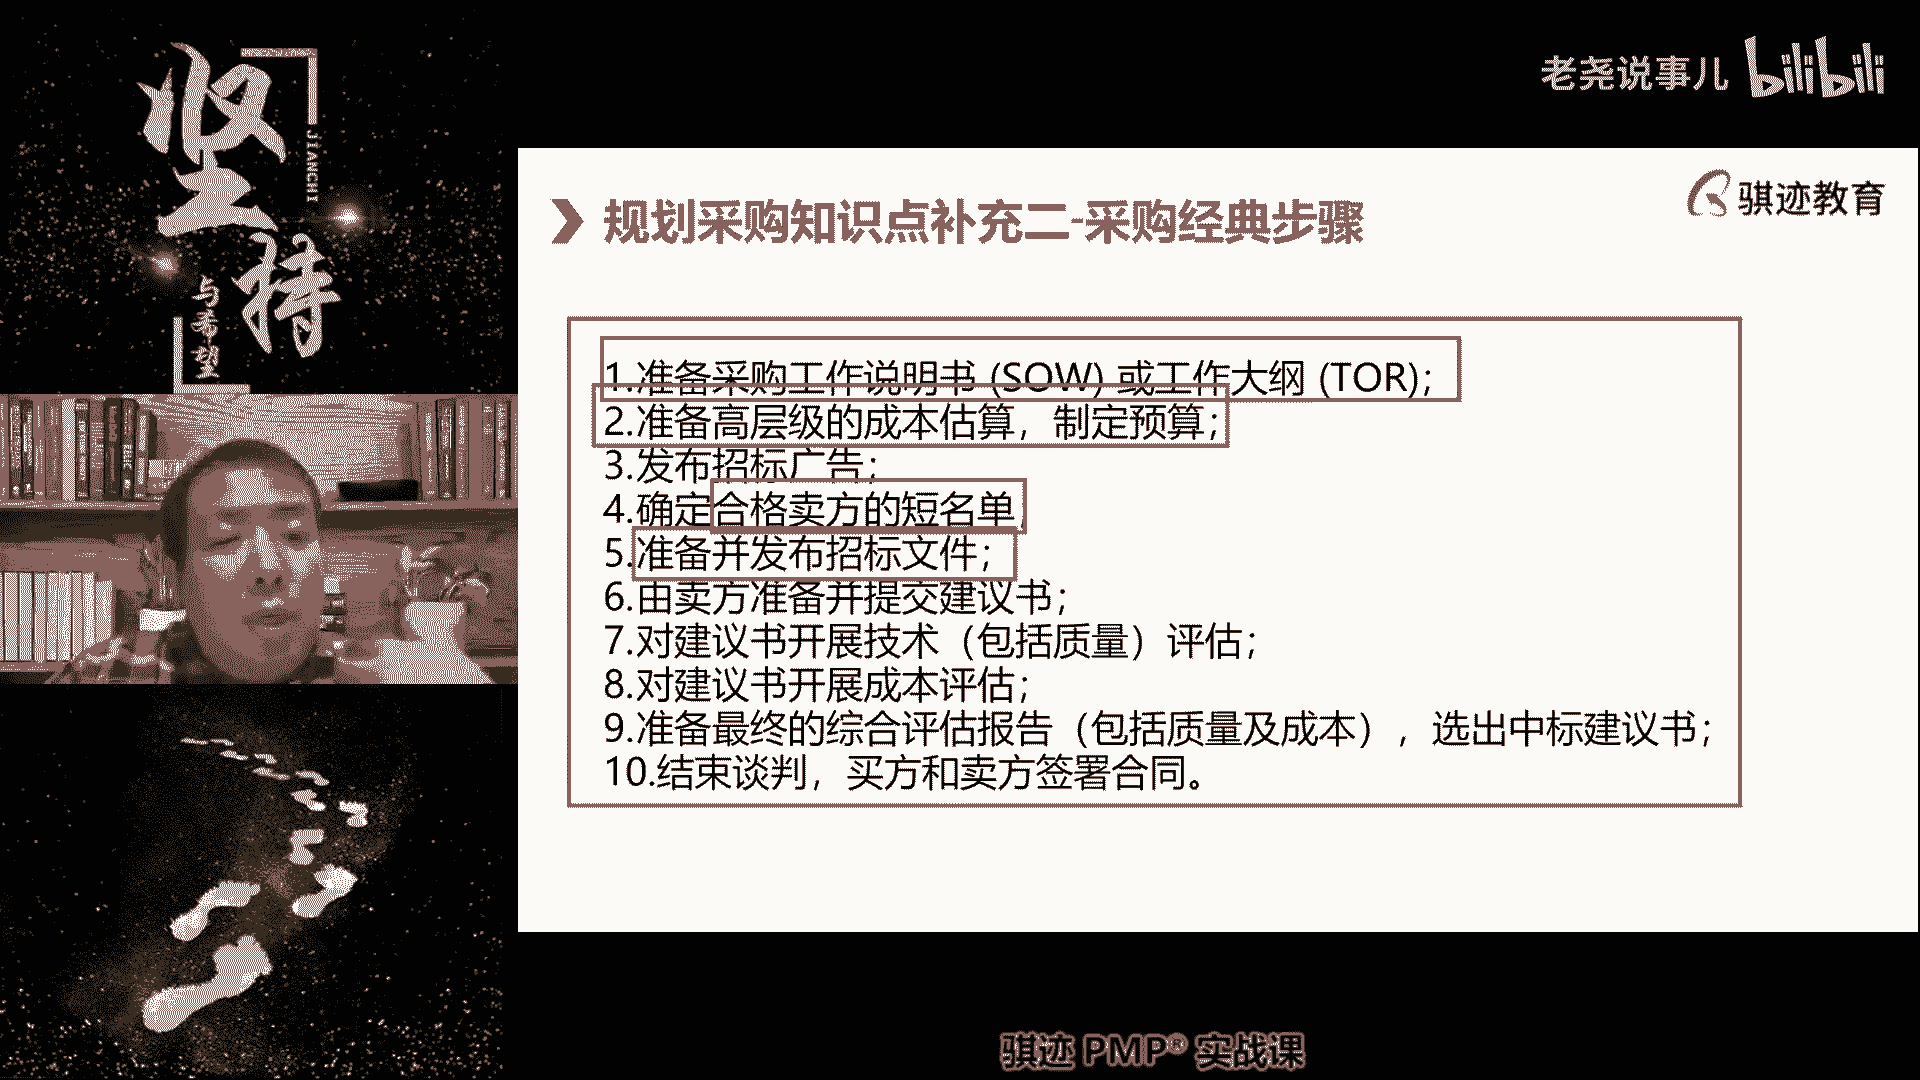 坚持
JIANCHI
与希望
老尧说事儿 bilibili
骐迹教育
规划采购知识点补充二-采购经典步骤
1.准备采购工作说明书 (SOW) 或工作大纲 (TOR)；
2.准备高层级的成本估算，制定预算；
3.发布招标广告；
4.确定合格卖方的短名单
5.准备并发布招标文件；
6.由卖方准备并提交建议书；
7.对建议书开展技术（包括质量）评估；
8.对建议书开展成本评估；
9.准备最终的综合评估报告（包括质量及成本），选出中标建议书；
10.结束谈判，买方和卖方签署合同。
骐迹 PMP® 实战课